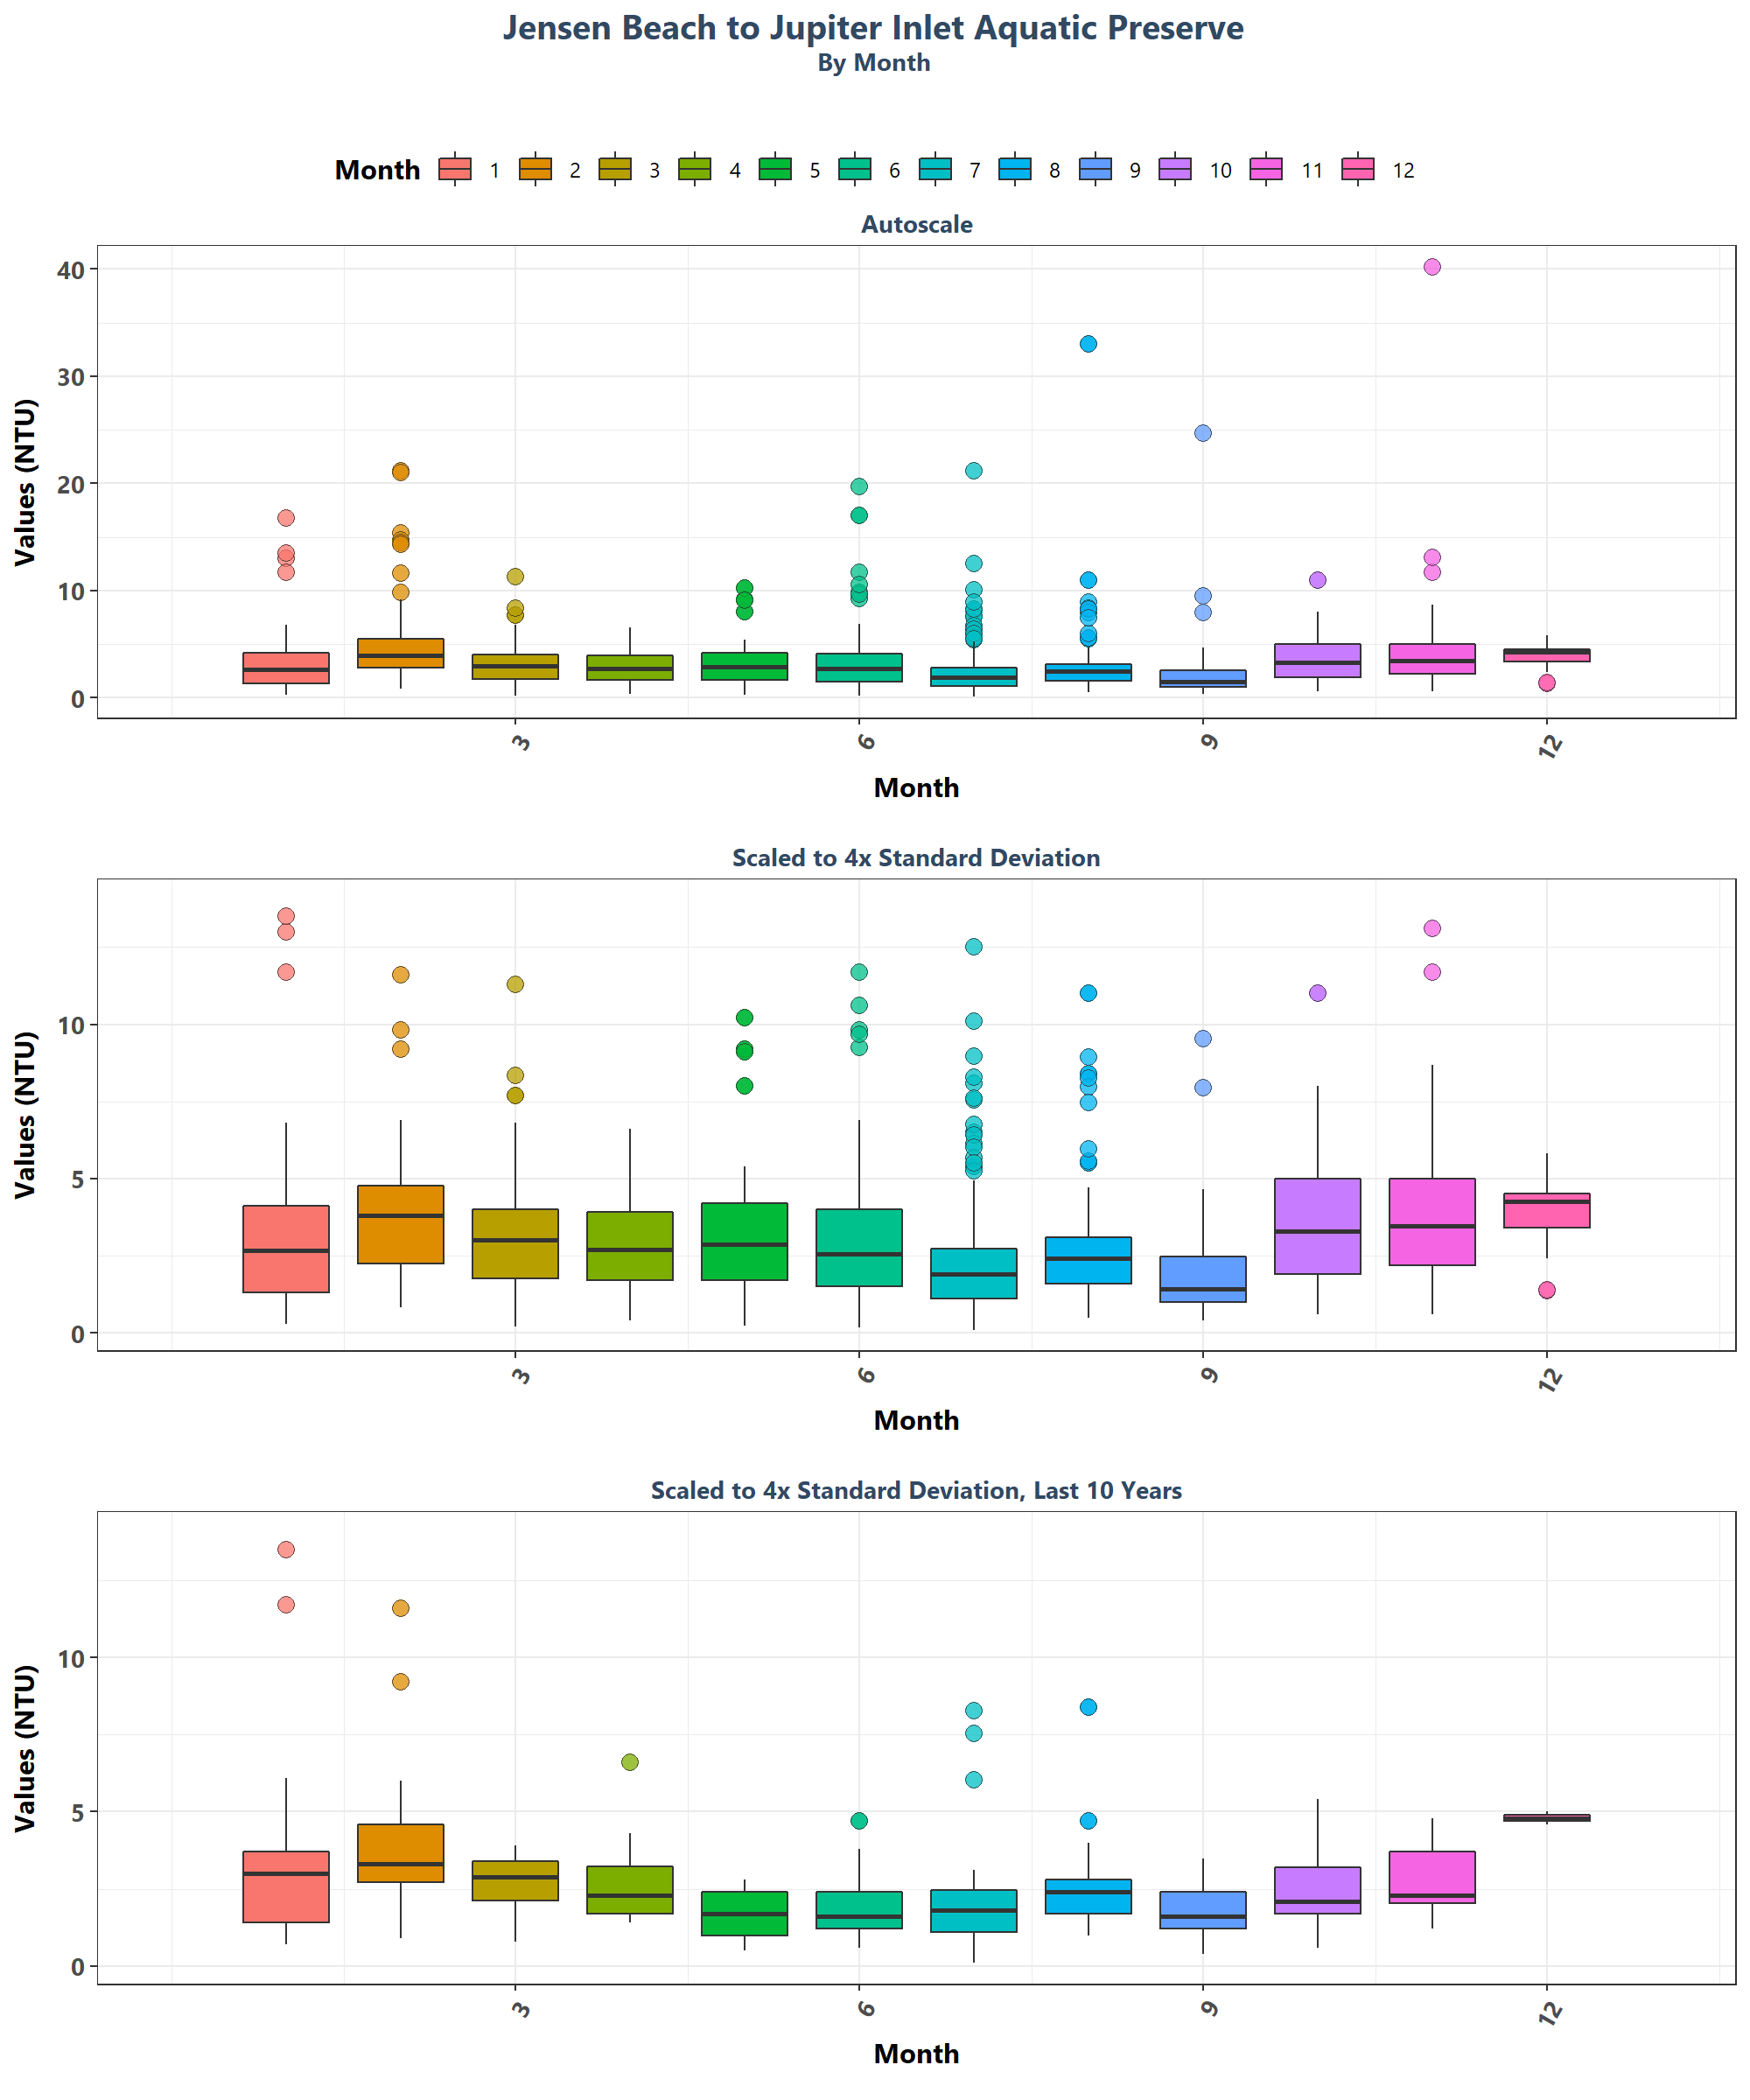 Jensen Beach to Jupiter Inlet Aquatic Preserve
By Month
Month 1 2 3 4 5 6 7 8 9 10 11 12
Autoscale
Values (NTU)
40
30
20
10
0
3 6 9 12
Month
Scaled to 4x Standard Deviation
Values (NTU)
10
5
0
3 6 9 12
Month
Scaled to 4x Standard Deviation, Last 10 Years
Values (NTU)
10
5
0
3 6 9 12
Month